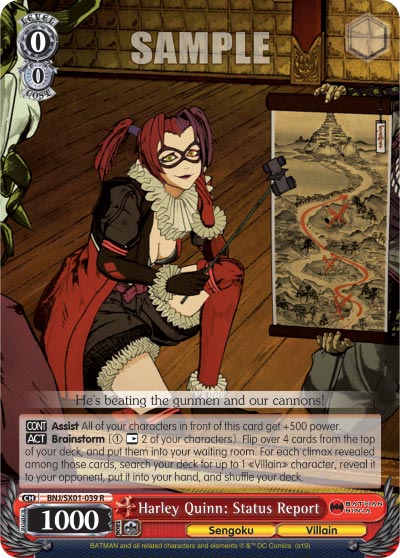 LEVEL
0
0
COST
SAMPLE
He's beating the gunmen and our cannons!
CONT Assist All of your characters in front of this card get +500 power.
ACT Brainstorm [① 2 of your characters] Flip over 4 cards from the top
of your deck, and put them into your waiting room. For each climax revealed
among those cards, search your deck for up to 1 «Villain» character, reveal it
to your opponent, put it into your hand, and shuffle your deck.
CH BNJ/SX01-039 R
1000
Harley Quinn: Status Report
BATMAN
NINJA
Sengoku
Villain
BATMAN and all related characters and elements © & ™ DC Comics. (s19)